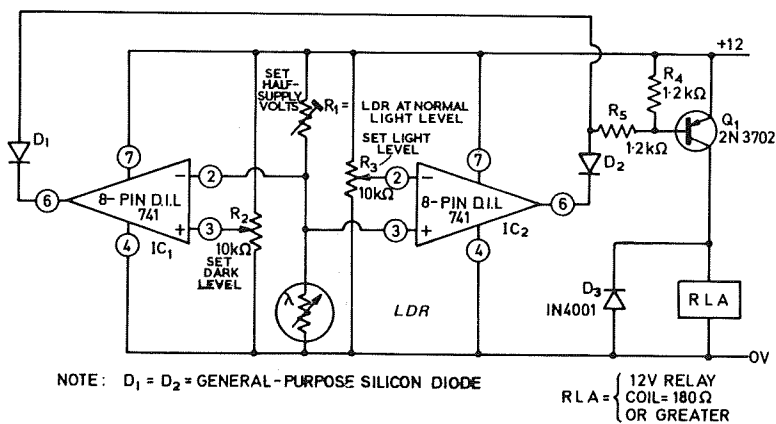 +12
SET
HALF-
SUPPLY
VOLTS
R1 = LDR AT NORMAL
LIGHT LEVEL
R4
1·2kΩ
D1
7
SET LIGHT
LEVEL
R3
10kΩ
7
R5
1·2kΩ
Q1
2N 3702
D2
6
8-PIN D.I.L
741
IC1
−
2
+
3
4
R2
10kΩ
SET
DARK
LEVEL
2
−
3
+
8-PIN D.I.L
741
IC2
6
4
λ
LDR
D3
IN4001
RLA
0V
NOTE: D1 = D2 = GENERAL-PURPOSE SILICON DIODE
RLA = { 12V RELAY
COIL = 180Ω
OR GREATER